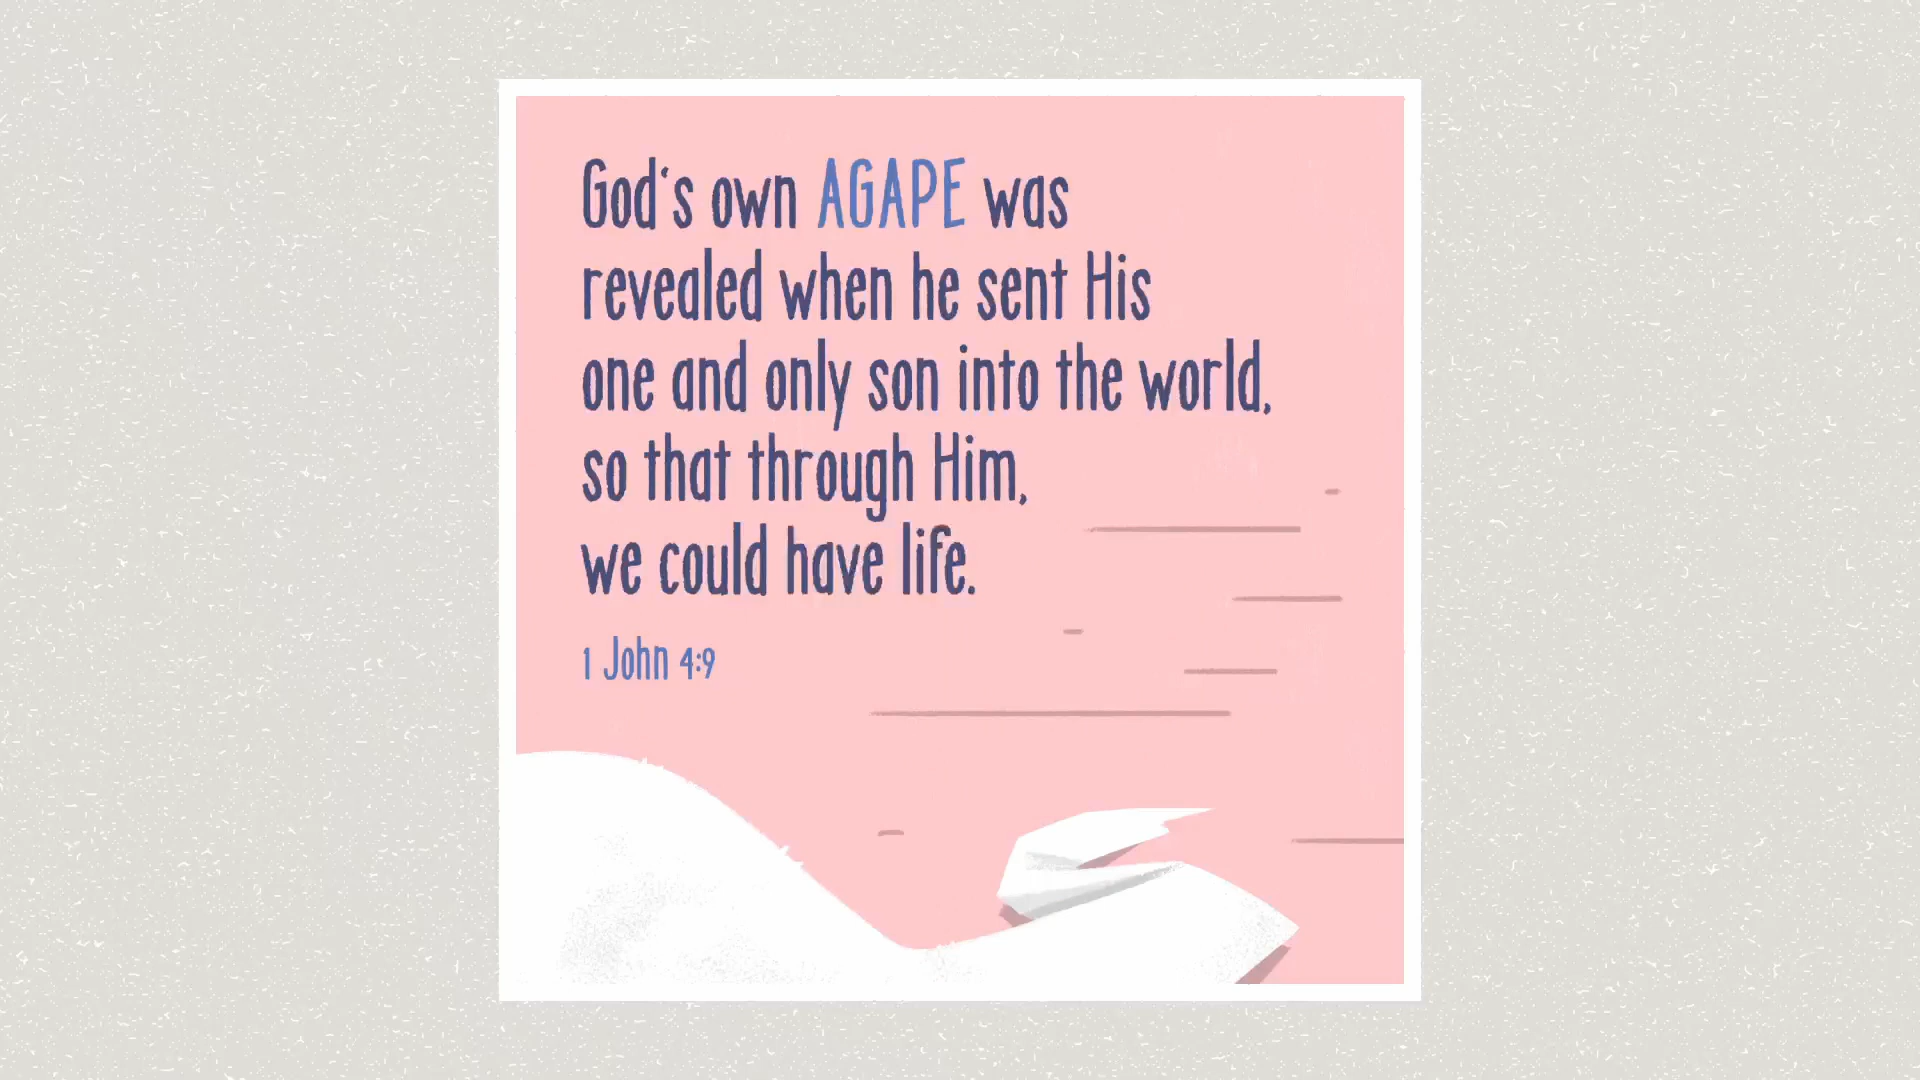 God‘s own AGAPE was
revealed when he sent His
one and only son into the world,
so that through Him,
we could have life.
1 John 4:9